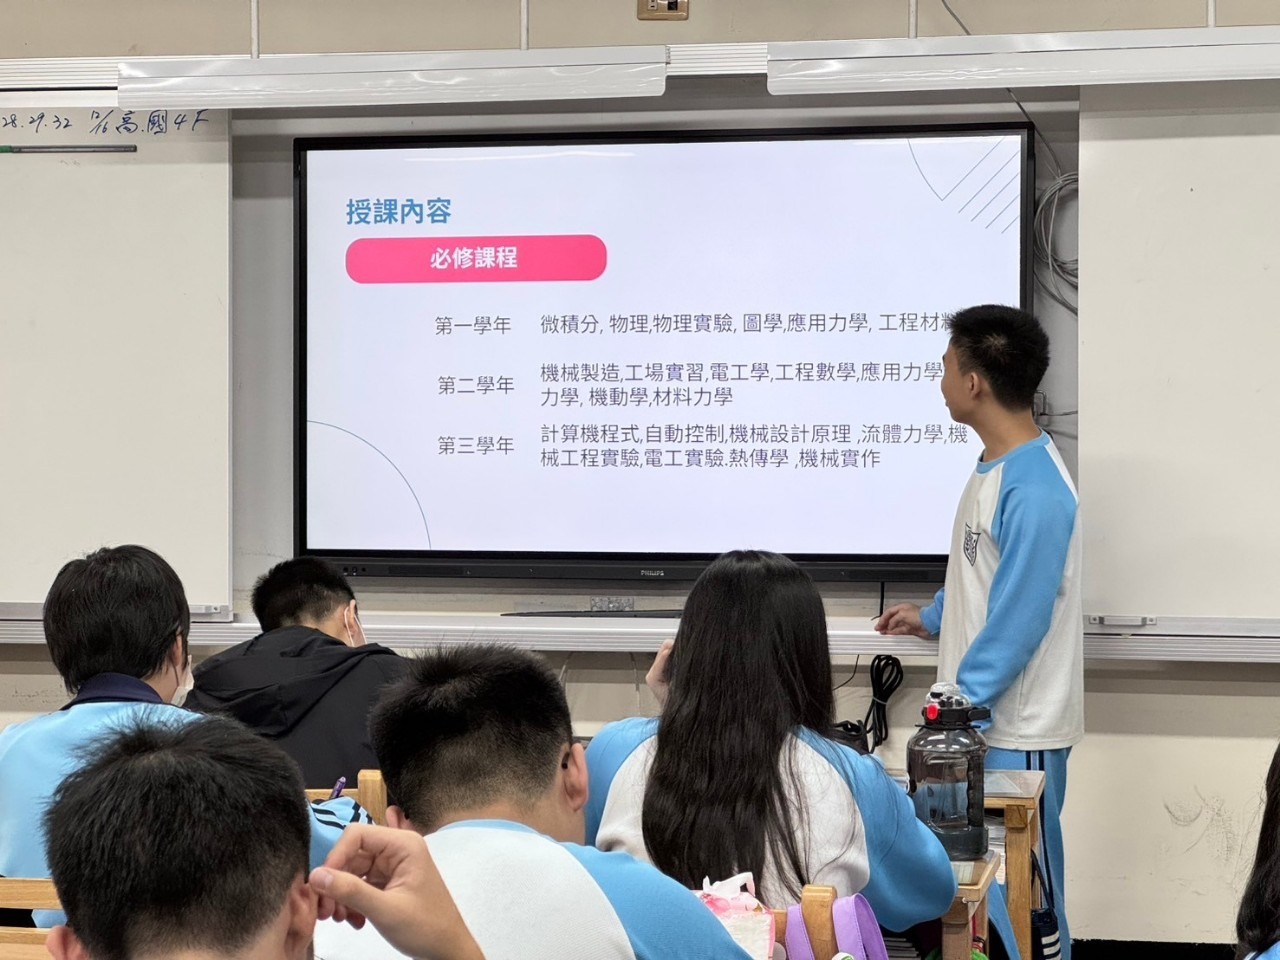 28.29.32 12/16 高.國4F
授課內容
必修課程
第一學年 微積分, 物理,物理實驗, 圖學,應用力學, 工程材料
第二學年 機械製造,工場實習,電工學,工程數學,應用力學
力學, 機動學,材料力學
第三學年 計算機程式,自動控制,機械設計原理 ,流體力學,機
械工程實驗,電工實驗.熱傳學 ,機械實作
PHILIPS